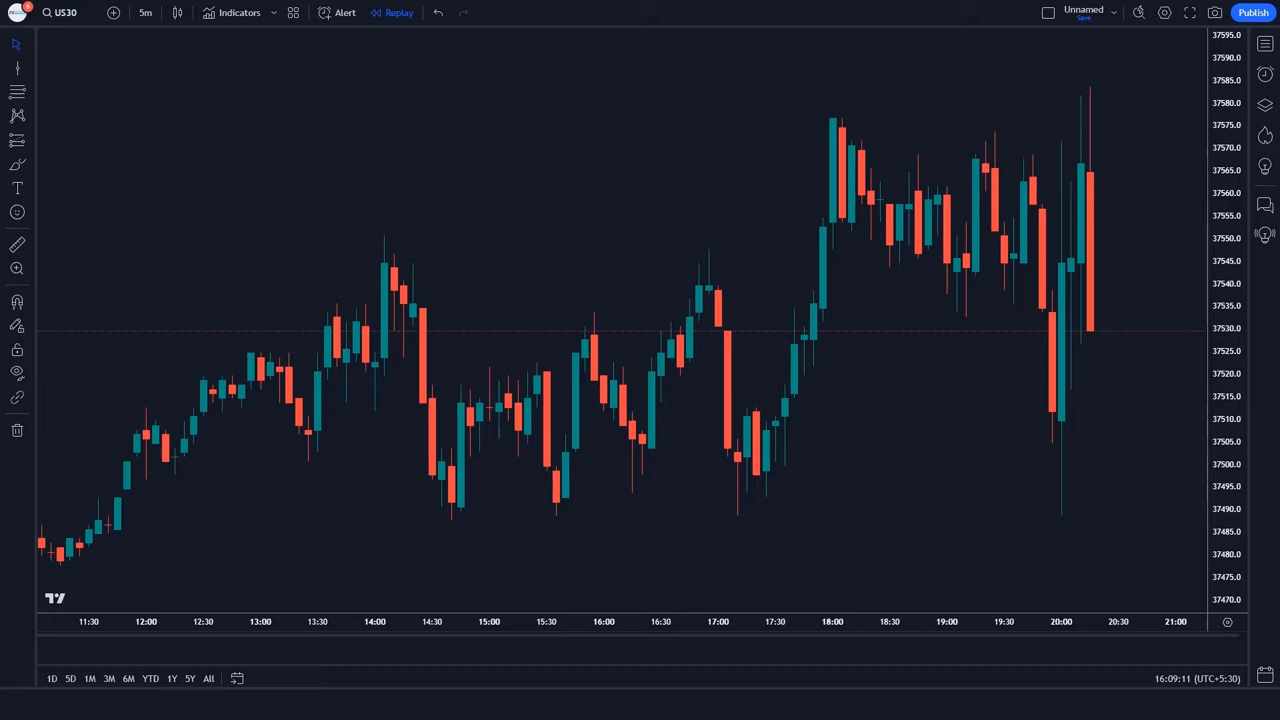 6
US30
5m
Indicators
Alert
Replay
Unnamed
Save
Publish
37595.0
37590.0
37585.0
37580.0
37575.0
37570.0
37565.0
37560.0
37555.0
37550.0
37545.0
37540.0
37535.0
37530.0
37525.0
37520.0
37515.0
37510.0
37505.0
37500.0
37495.0
37490.0
37485.0
37480.0
37475.0
37470.0
11:30 12:00 12:30 13:00 13:30 14:00 14:30 15:00 15:30 16:00 16:30 17:00 17:30 18:00 18:30 19:00 19:30 20:00 20:30 21:00
1D 5D 1M 3M 6M YTD 1Y 5Y All
16:09:11 (UTC+5:30)